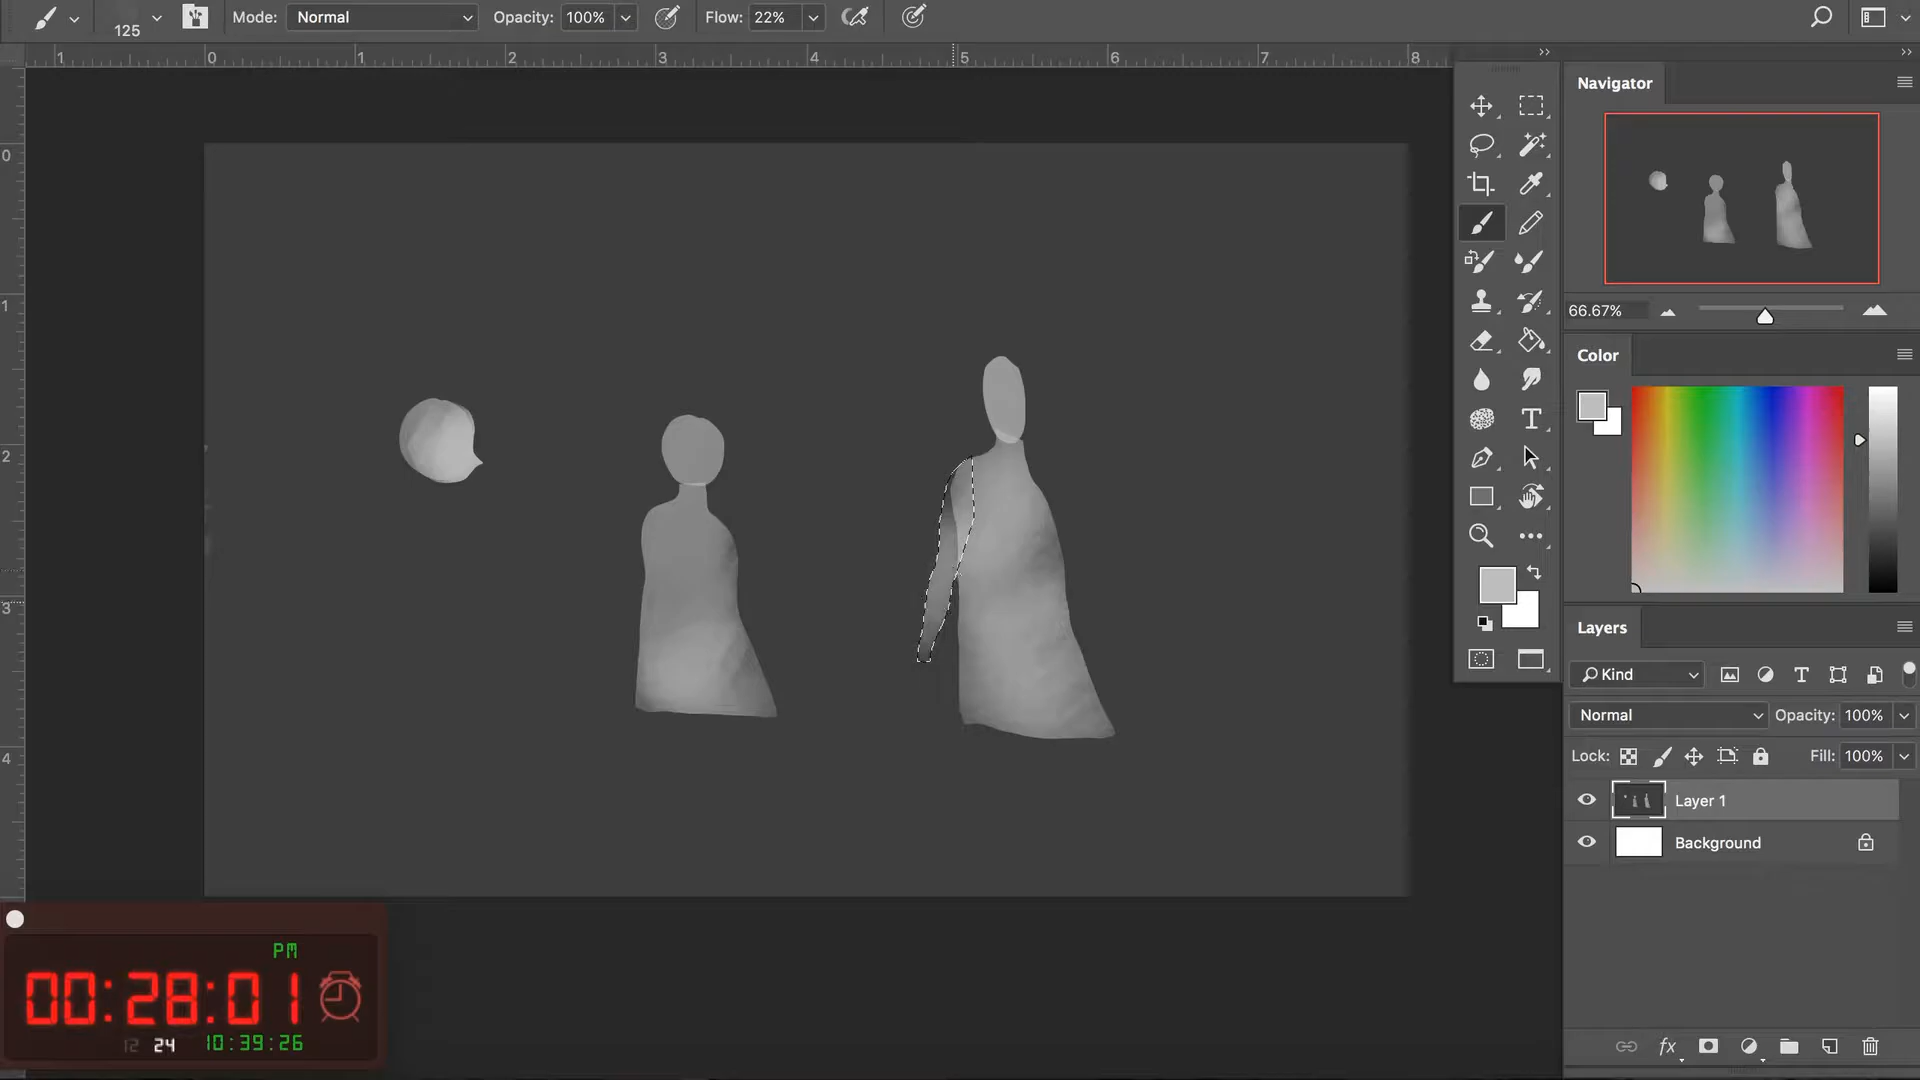 125
Mode: Normal
Opacity: 100%
Flow: 22%
1 0 1 2 3 4 5 6 7 8
0
1
2
3
4
Navigator
66.67%
Color
Layers
Kind
Normal
Opacity: 100%
Lock:
Fill: 100%
Layer 1
Background
fx
PM
00:28:01
12 24 10:39:26